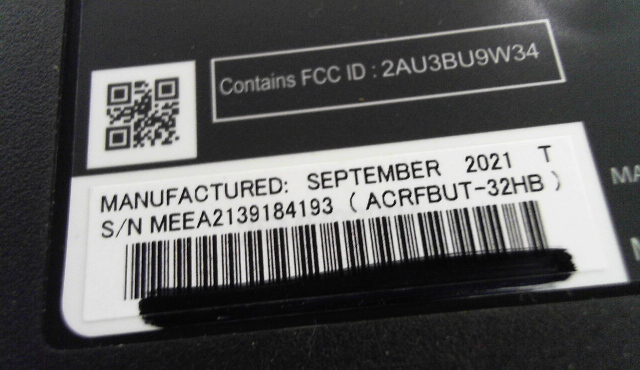 Contains FCC ID : 2AU3BU9W34
MANUFACTURED: SEPTEMBER 2021 T
S/N MEEA2139184193 ( ACRFBUT-32HB )